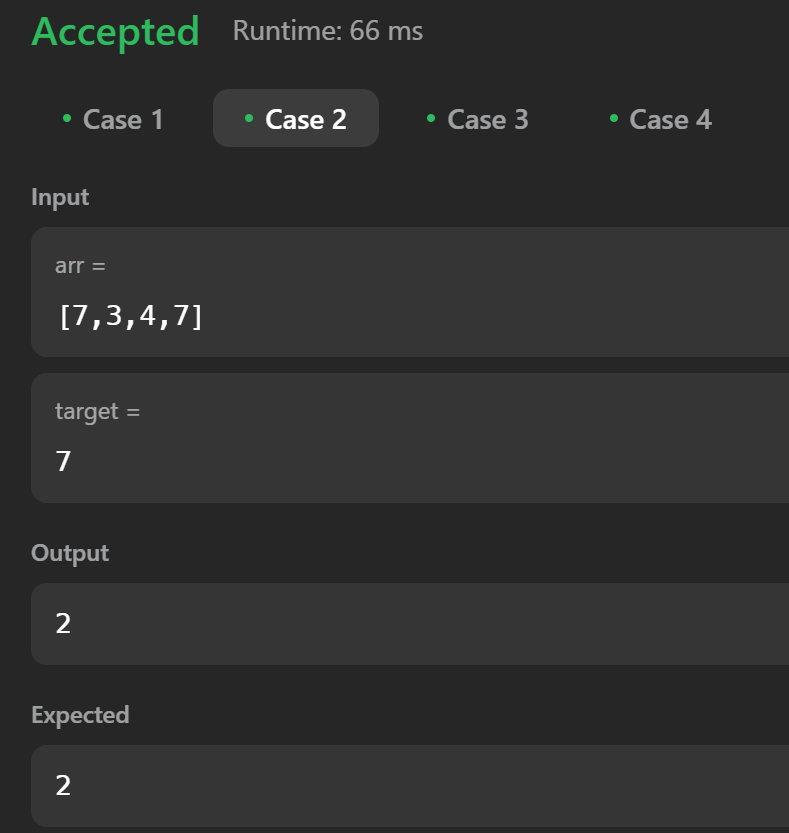 Accepted Runtime: 66 ms
Case 1 Case 2 Case 3 Case 4
Input
arr =
[7,3,4,7]
target =
7
Output
2
Expected
2